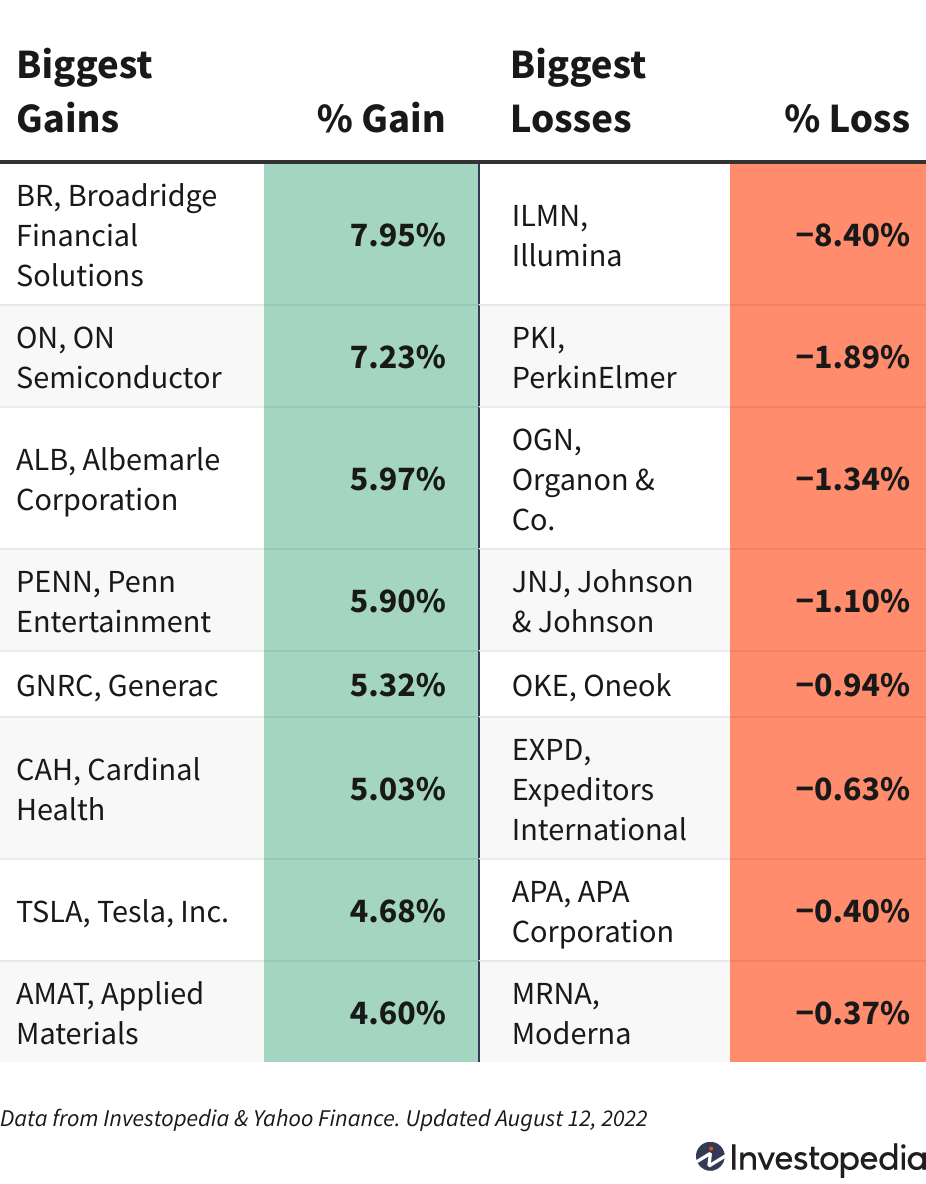 Biggest
Gains
% Gain
Biggest
Losses
% Loss
BR, Broadridge
Financial
Solutions
7.95%
ILMN,
Illumina
−8.40%
ON, ON
Semiconductor
7.23%
PKI,
PerkinElmer
−1.89%
ALB, Albemarle
Corporation
5.97%
OGN,
Organon &
Co.
−1.34%
PENN, Penn
Entertainment
5.90%
JNJ, Johnson
& Johnson
−1.10%
GNRC, Generac
5.32%
OKE, Oneok
−0.94%
CAH, Cardinal
Health
5.03%
EXPD,
Expeditors
International
−0.63%
TSLA, Tesla, Inc.
4.68%
APA, APA
Corporation
−0.40%
AMAT, Applied
Materials
4.60%
MRNA,
Moderna
−0.37%
Data from Investopedia & Yahoo Finance. Updated August 12, 2022
Investopedia